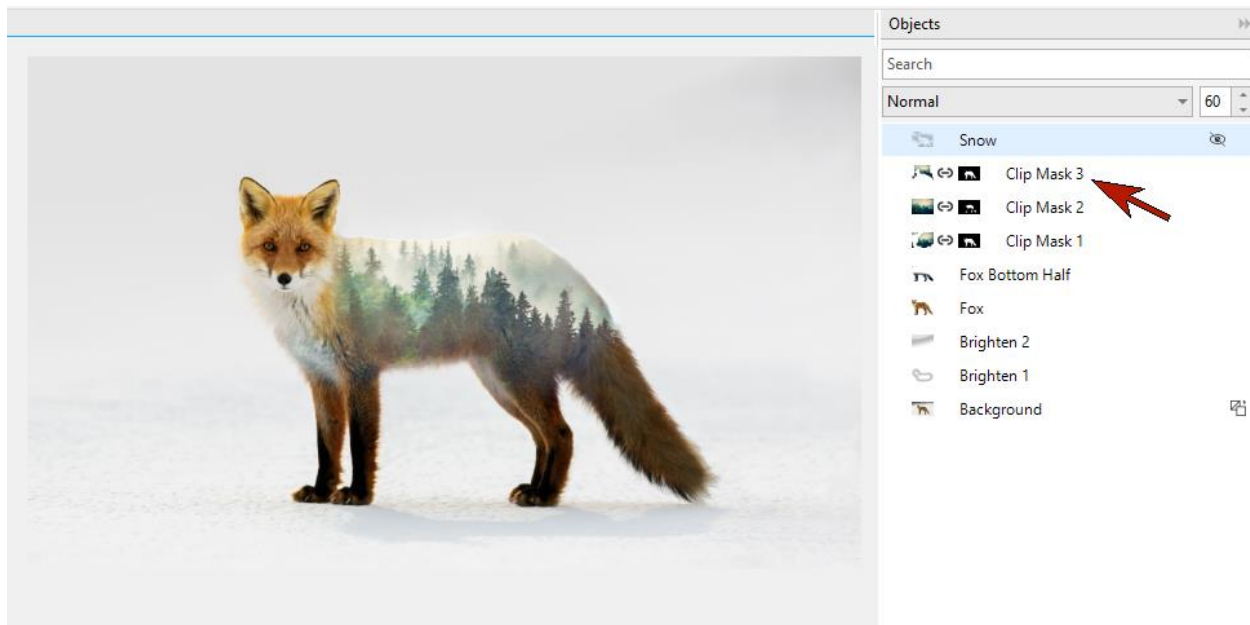 Objects
Search
Normal 60
Snow
Clip Mask 3
Clip Mask 2
Clip Mask 1
Fox Bottom Half
Fox
Brighten 2
Brighten 1
Background